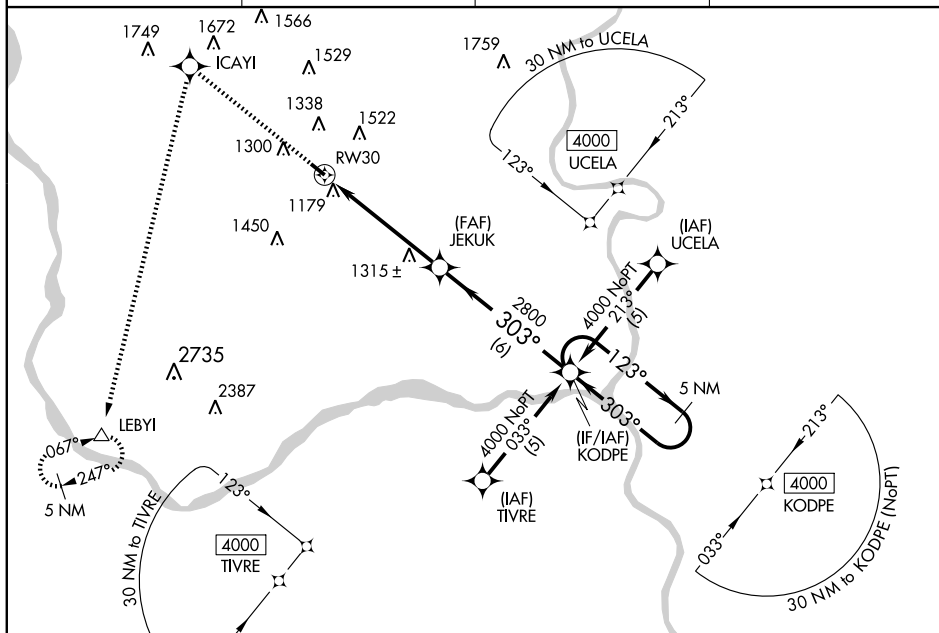 1566
1749
1672
ICAYI
1529
1759
30 NM to UCELA
1338
1522
213°
4000
UCELA
1300
RW30
123°
1179
1450
(FAF)
JEKUK
(IAF)
UCELA
1315 ±
4000 NoPT
213°
(5)
2800
303°
(6)
123°
5 NM
303°
2735
2387
4000 NoPT
033°
(5)
(IF/IAF)
KODPE
LEBYI
067°
247°
5 NM
(IAF)
TIVRE
213°
4000
KODPE
033°
30 NM to KODPE (NoPT)
123°
30 NM to TIVRE
4000
TIVRE